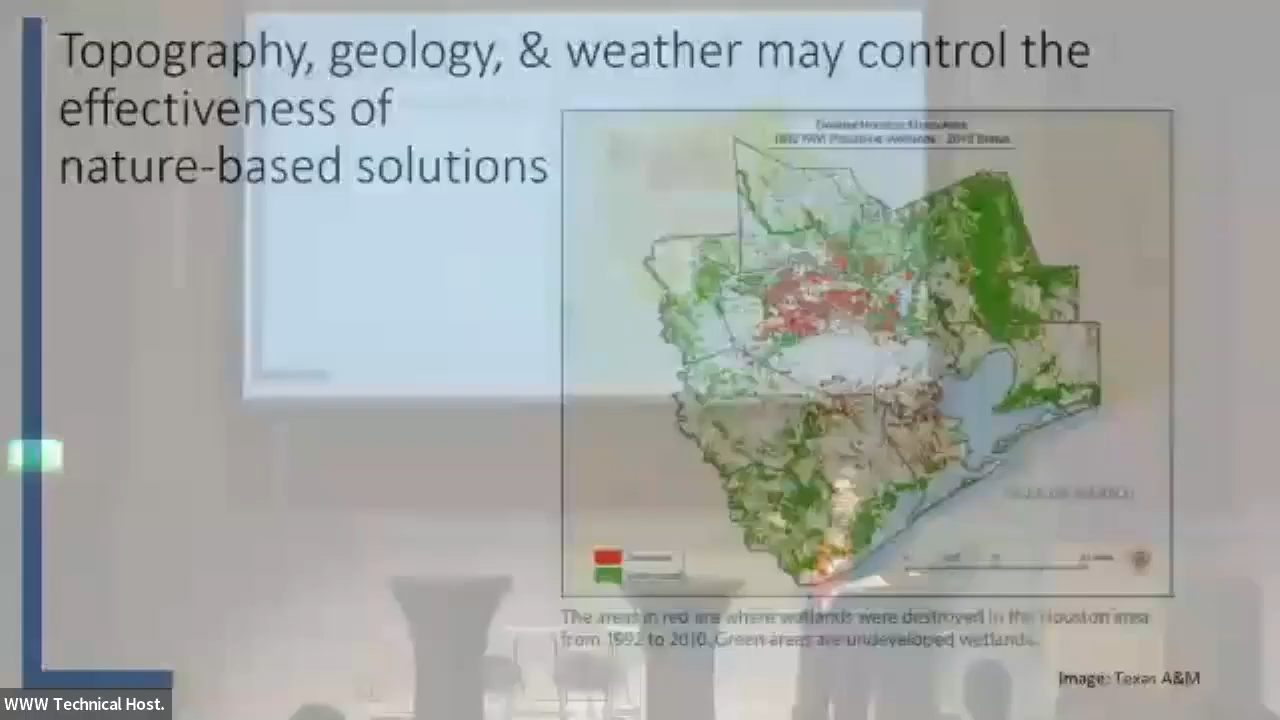 Topography, geology, & weather may control the
effectiveness of
nature-based solutions
The areas in red are where wetlands were destroyed in the Houston area
from 1992 to 2010. Green areas are undeveloped wetlands.
Image: Texas A&M
WWW Technical Host.